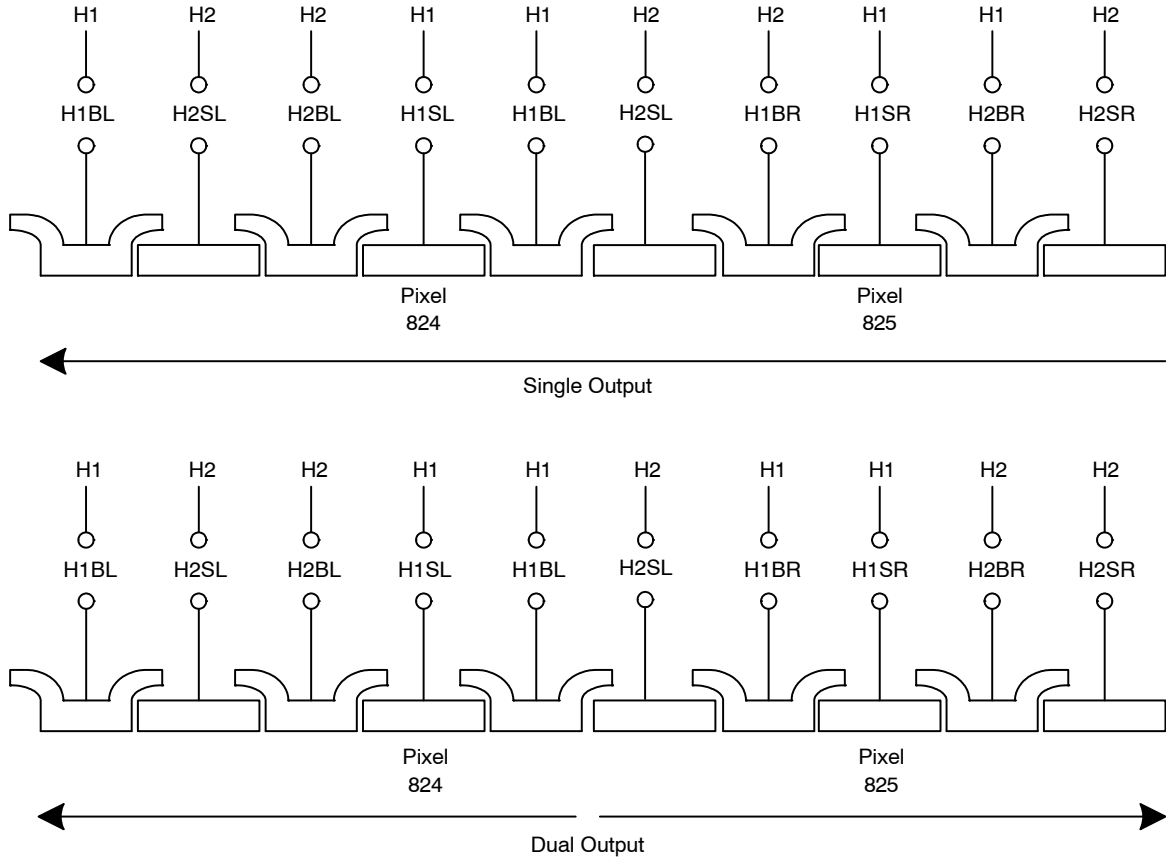 H1 H2 H2 H1 H1 H2 H2 H1 H1 H2
H1BL H2SL H2BL H1SL H1BL H2SL H1BR H1SR H2BR H2SR
Pixel Pixel
824 825
Single Output
H1 H2 H2 H1 H1 H2 H1 H1 H2 H2
H1BL H2SL H2BL H1SL H1BL H2SL H1BR H1SR H2BR H2SR
Pixel Pixel
824 825
Dual Output